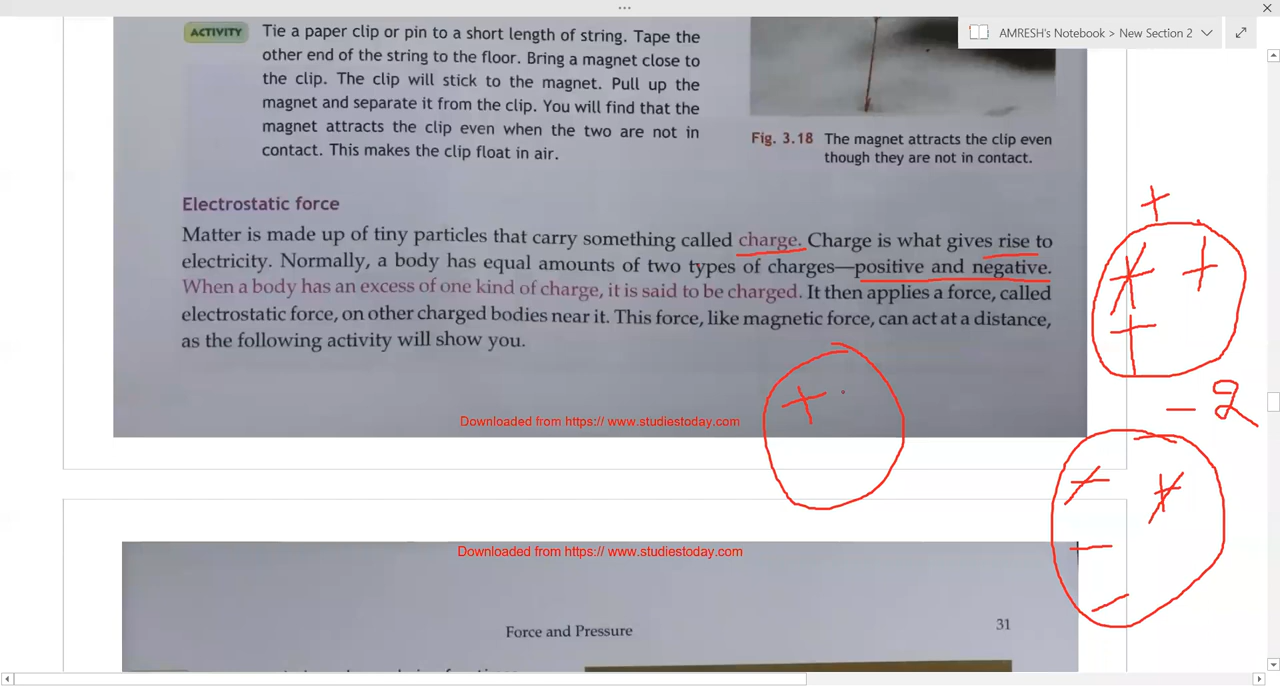 AMRESH's Notebook > New Section 2
ACTIVITY
Tie a paper clip or pin to a short length of string. Tape the
other end of the string to the floor. Bring a magnet close to
the clip. The clip will stick to the magnet. Pull up the
magnet and separate it from the clip. You will find that the
magnet attracts the clip even when the two are not in
contact. This makes the clip float in air.
Fig. 3.18 The magnet attracts the clip even
though they are not in contact.
Electrostatic force
Matter is made up of tiny particles that carry something called charge. Charge is what gives rise to
electricity. Normally, a body has equal amounts of two types of charges—positive and negative.
When a body has an excess of one kind of charge, it is said to be charged. It then applies a force, called
electrostatic force, on other charged bodies near it. This force, like magnetic force, can act at a distance,
as the following activity will show you.
+
+
+
- 2
+
-
-
Downloaded from https:// www.studiestoday.com
Downloaded from https:// www.studiestoday.com
Force and Pressure
31